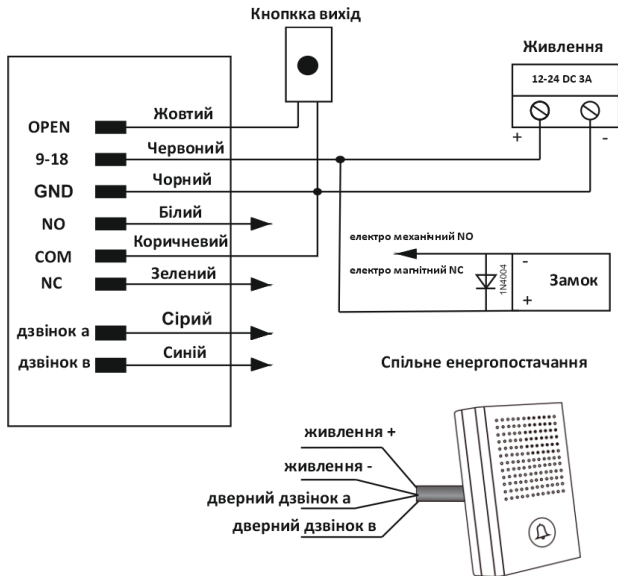 Кнопкка вихід
Живлення
12-24 DC 3A
+ -
OPEN Жовтий
9-18 Червоний
GND Чорний
NO Білий
COM Коричневий
NC Зелений
дзвінок а Сірий
дзвінок в Синій
електро механічний NO
електро магнітний NC
1N4004
-
+
Замок
Спільне енергопостачання
живлення +
живлення -
дверний дзвінок а
дверний дзвінок в